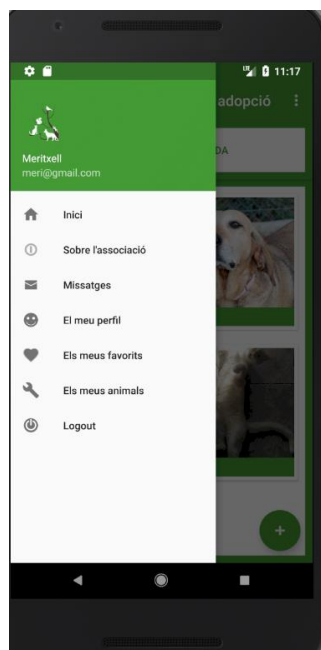 11:17
adopció
Meritxell
meri@gmail.com
DA
Inici
Sobre l'associació
Missatges
El meu perfil
Els meus favorits
Els meus animals
Logout